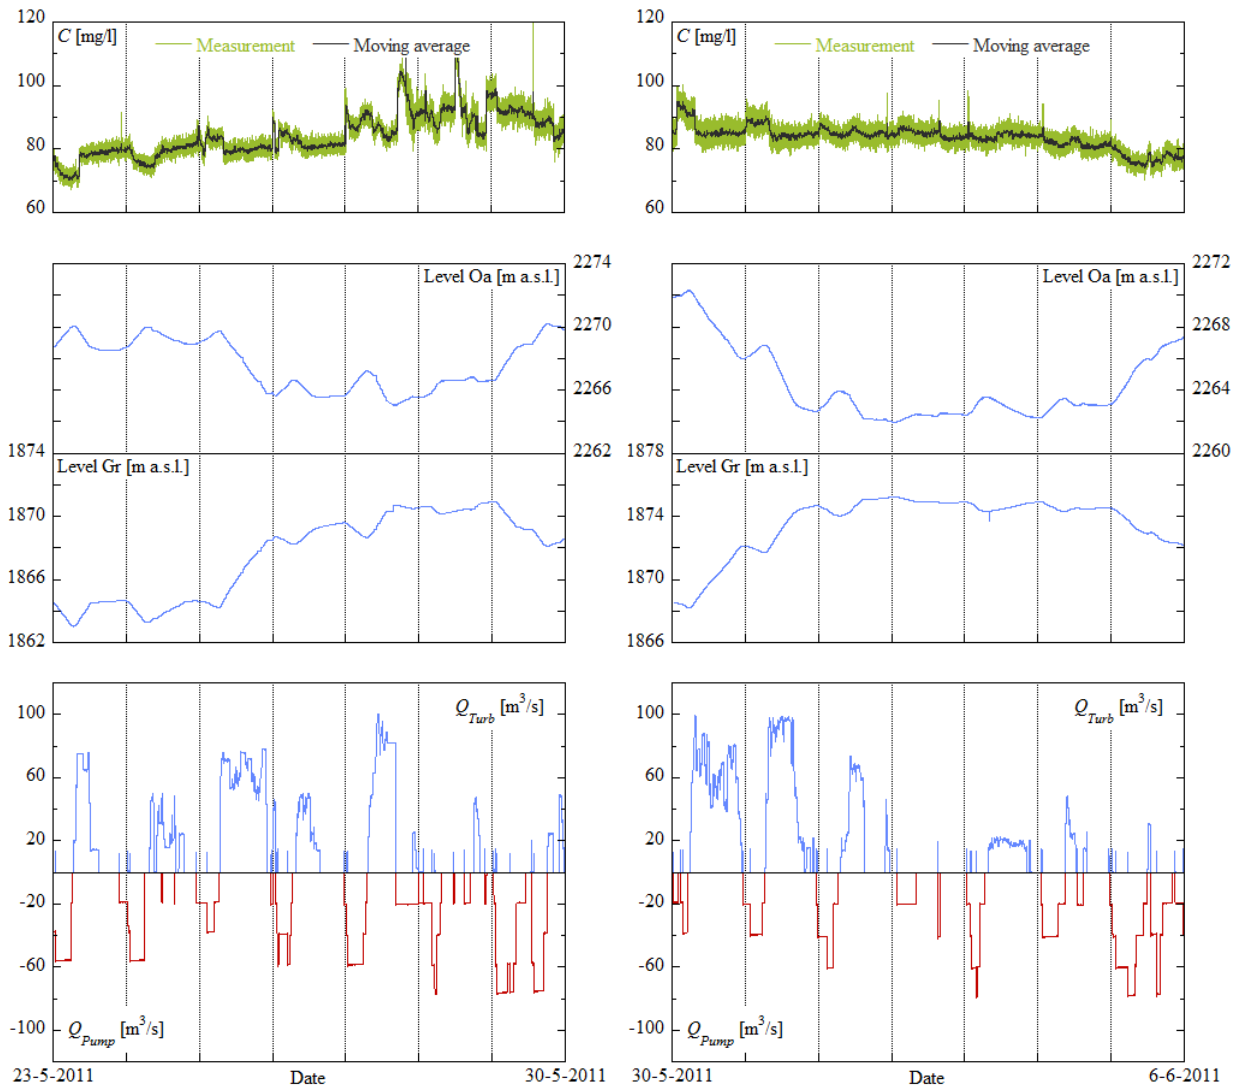 120
C [mg/l]
Measurement
Moving average
100
80
60
120
C [mg/l]
Measurement
Moving average
100
80
60
2274
Level Oa [m a.s.l.]
2270
2266
1874
2262
Level Gr [m a.s.l.]
1870
1866
1862
2272
Level Oa [m a.s.l.]
2268
2264
1878
2260
Level Gr [m a.s.l.]
1874
1870
1866
100
Q_Turb [m³/s]
60
20
-20
-60
-100
Q_Pump [m³/s]
23-5-2011
Date
30-5-2011
100
Q_Turb [m³/s]
60
20
-20
-60
-100
Q_Pump [m³/s]
30-5-2011
Date
6-6-2011